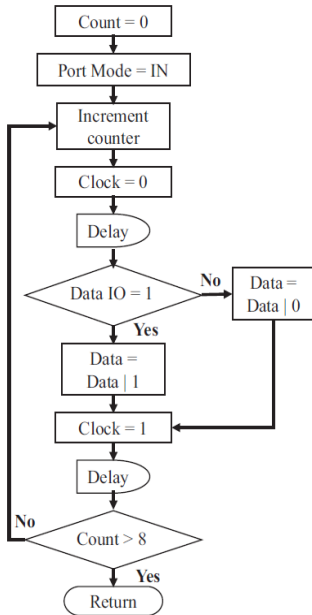 Count = 0
Port Mode = IN
Increment
counter
Clock = 0
Delay
Data IO = 1
No
Data =
Data | 0
Yes
Data =
Data | 1
Clock = 1
Delay
No
Count > 8
Yes
Return